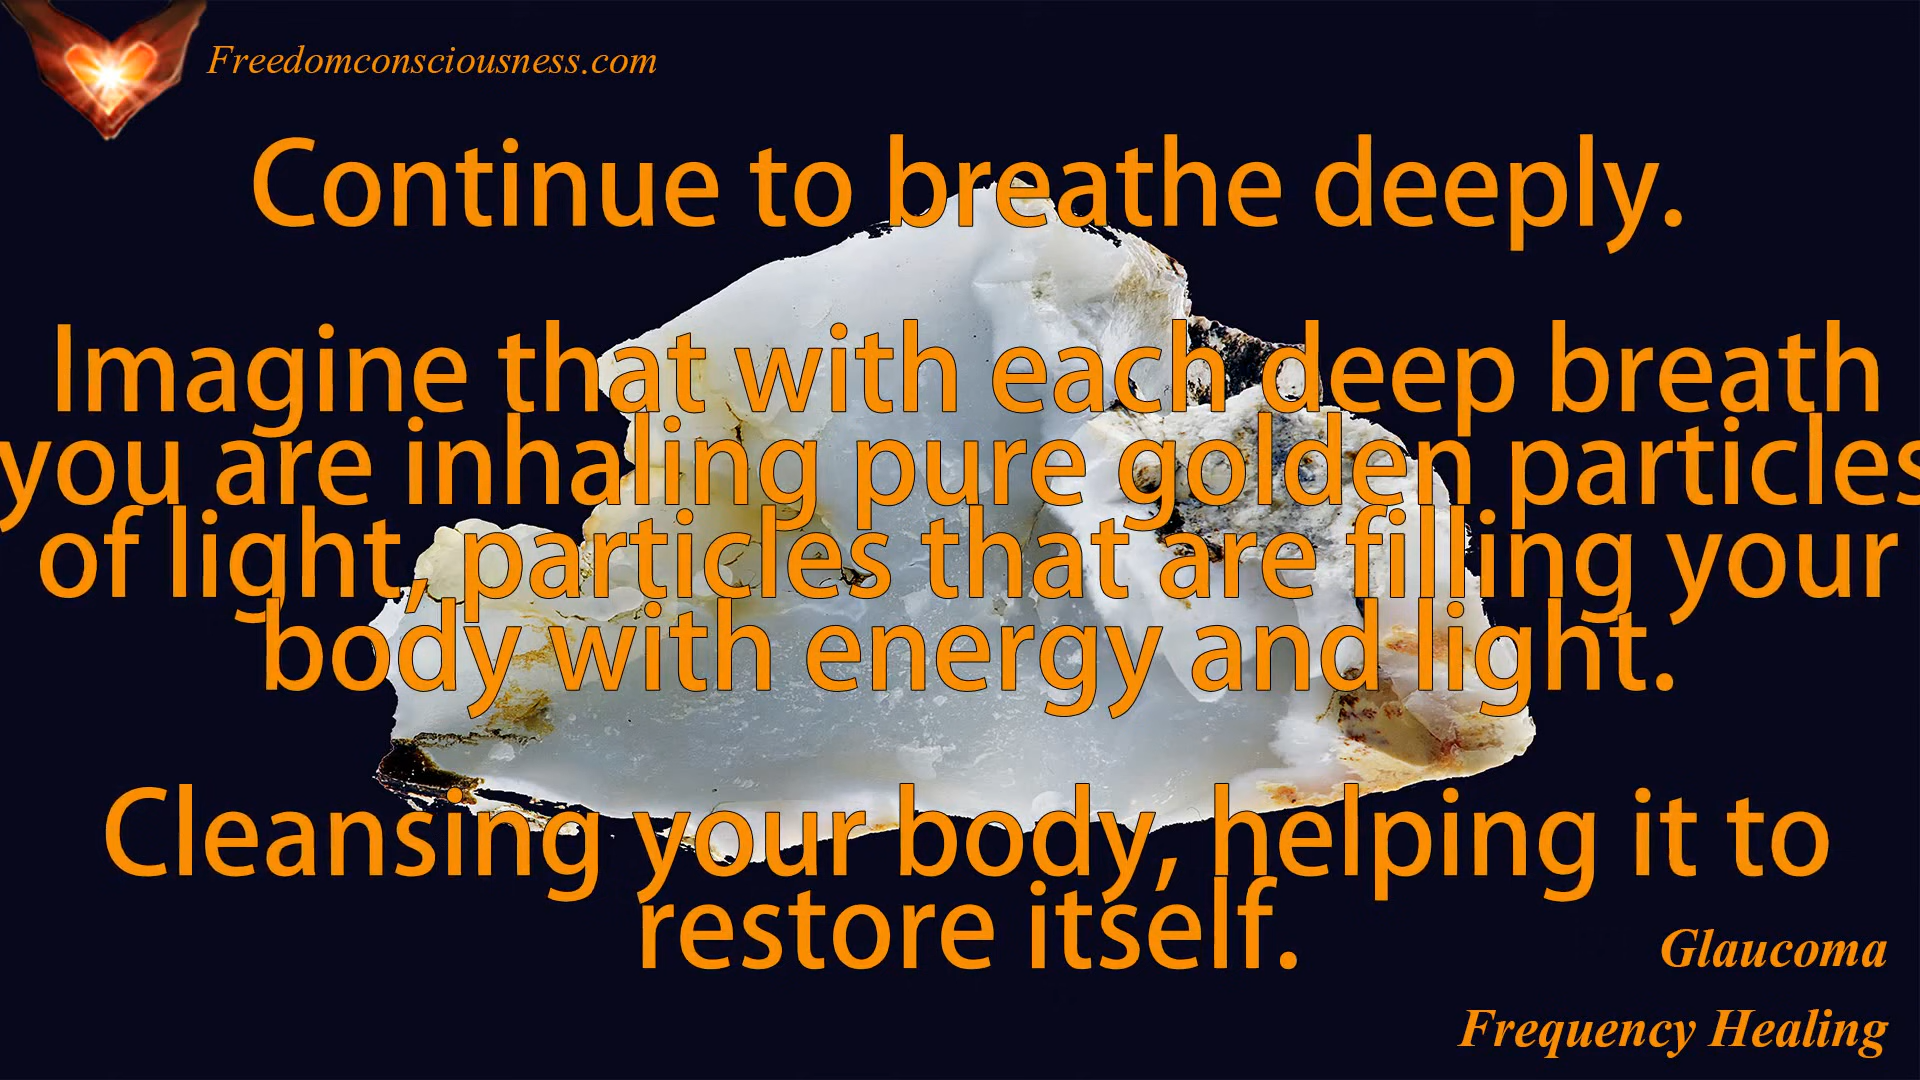 Freedomconsciousness.com
Continue to breathe deeply.
Imagine that with each deep breath
you are inhaling pure golden particles
of light, particles that are filling your
body with energy and light.
Cleansing your body, helping it to
restore itself.
Glaucoma
Frequency Healing